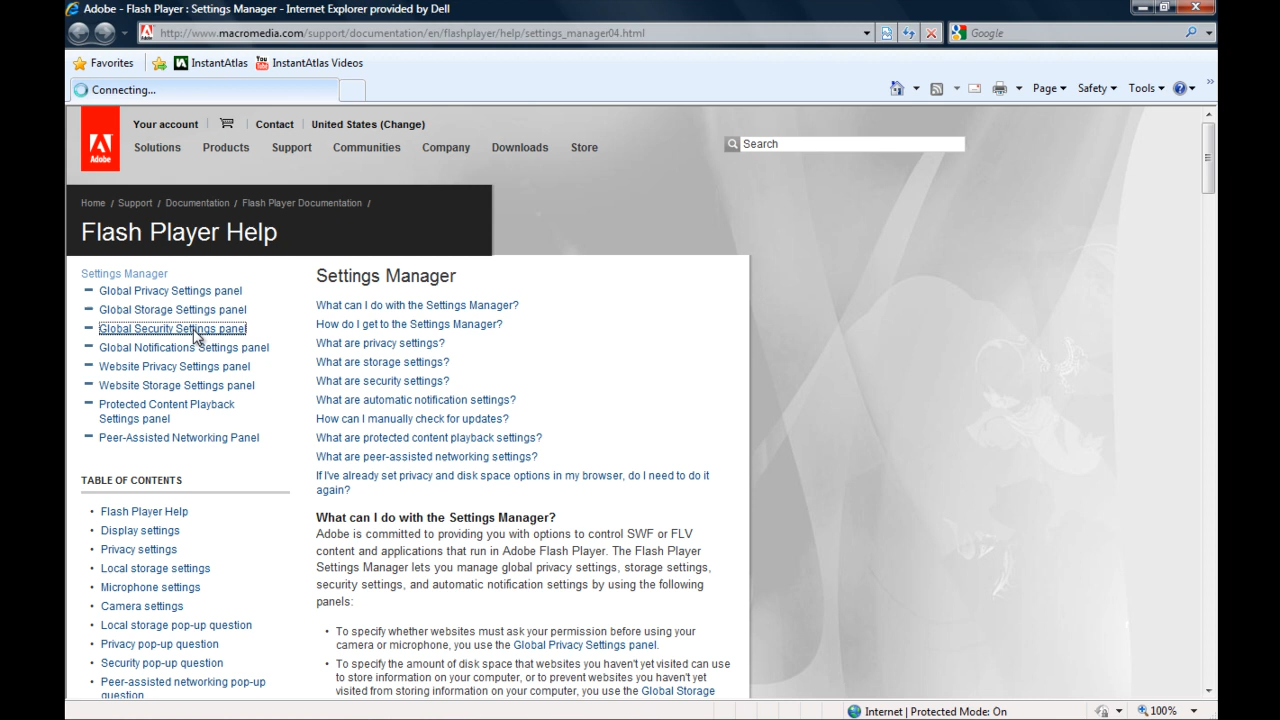 Adobe - Flash Player : Settings Manager - Internet Explorer provided by Dell
http://www.macromedia.com/support/documentation/en/flashplayer/help/settings_manager04.html
Google
Favorites
InstantAtlas
InstantAtlas Videos
Connecting...
Page
Safety
Tools
Adobe
Your account
Contact
United States (Change)
Solutions
Products
Support
Communities
Company
Downloads
Store
Search
Home / Support / Documentation / Flash Player Documentation /
Flash Player Help
Settings Manager
Global Privacy Settings panel
Global Storage Settings panel
Global Security Settings panel
Global Notifications Settings panel
Website Privacy Settings panel
Website Storage Settings panel
Protected Content Playback
Settings panel
Peer-Assisted Networking Panel
TABLE OF CONTENTS
• Flash Player Help
• Display settings
• Privacy settings
• Local storage settings
• Microphone settings
• Camera settings
• Local storage pop-up question
• Privacy pop-up question
• Security pop-up question
• Peer-assisted networking pop-up
question
Settings Manager
What can I do with the Settings Manager?
How do I get to the Settings Manager?
What are privacy settings?
What are storage settings?
What are security settings?
What are automatic notification settings?
How can I manually check for updates?
What are protected content playback settings?
What are peer-assisted networking settings?
If I've already set privacy and disk space options in my browser, do I need to do it
again?
What can I do with the Settings Manager?
Adobe is committed to providing you with options to control SWF or FLV
content and applications that run in Adobe Flash Player. The Flash Player
Settings Manager lets you manage global privacy settings, storage settings,
security settings, and automatic notification settings by using the following
panels:
• To specify whether websites must ask your permission before using your
camera or microphone, you use the Global Privacy Settings panel.
• To specify the amount of disk space that websites you haven't yet visited can use
to store information on your computer, or to prevent websites you haven't yet
visited from storing information on your computer, you use the Global Storage
Internet | Protected Mode: On
100%